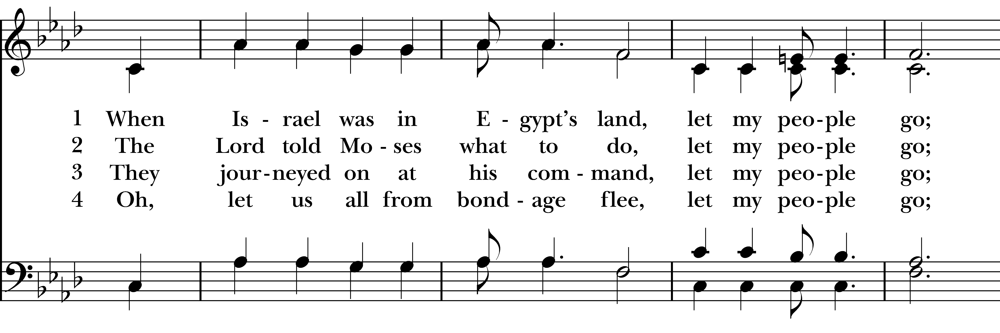 1 When Is - rael was in E - gypt’s land, let my peo - ple go;
2 The Lord told Mo - ses what to do, let my peo - ple go;
3 They jour - neyed on at his com - mand, let my peo - ple go;
4 Oh, let us all from bond - age flee, let my peo - ple go;